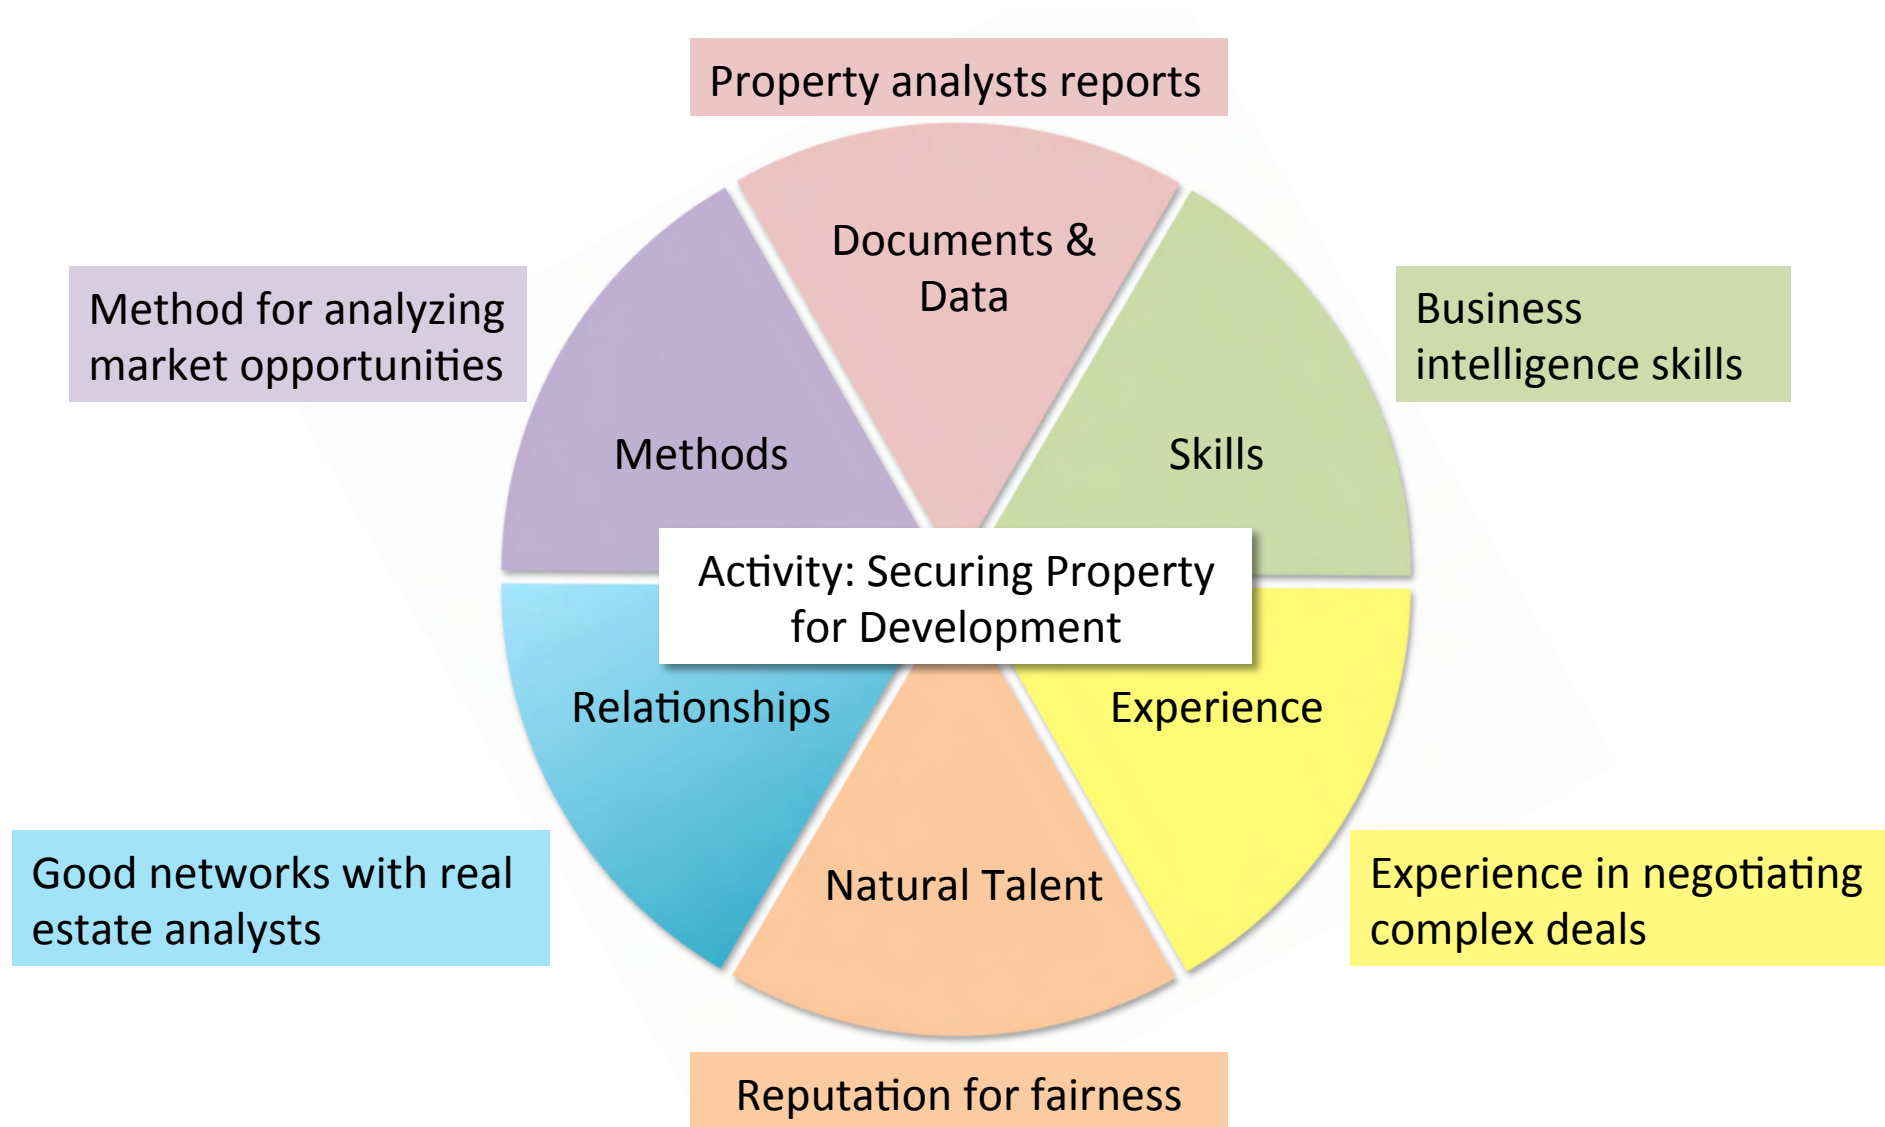 Property analysts reports
Documents &
Data
Method for analyzing
market opportunities
Business
intelligence skills
Methods
Skills
Activity: Securing Property
for Development
Relationships
Experience
Natural Talent
Good networks with real
estate analysts
Experience in negotiating
complex deals
Reputation for fairness